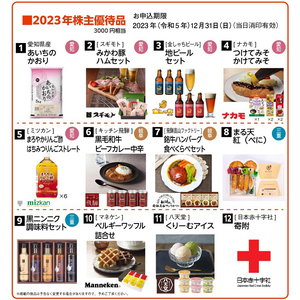 ■2023年株主優待品
3000円相当
お申込期限
2023年(令和5年)12月31日(日)(当日消印有効)
1
愛知県産
あいちの
かおり
2
[スギモト]
みかわ豚
ハムセット
スギモト
3
[金しゃちビール]
地ビール
セット
4
[ナカモ]
つけてみそ
かけてみそ
ナカモ
5
[ミツカン]
まろやかりんご酢
はちみつりんごストレート
mizkan
×6
6
[キッチン飛騨]
黒毛和牛
ビーフカレー中辛
7
[飛騨高山ファクトリー]
銘牛ハンバーグ
食べくらべセット
8
まる天
紅(べに)
9
黒ニンニク
調味料セット
10
[マネケン]
ベルギーワッフル
詰合せ
Manneken.
11
[八天堂]
くりーむアイス
12
[日本赤十字社]
寄附
日本赤十字社